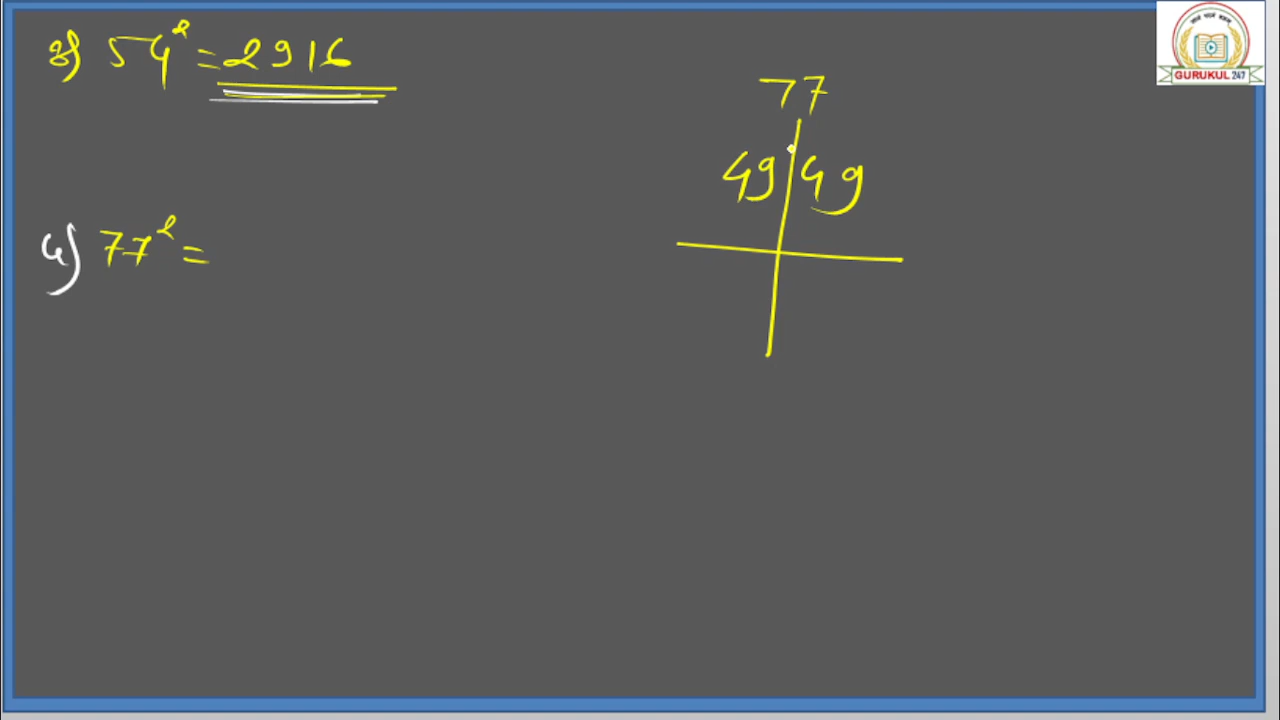 3) 54² = 2916
77
49 | 49
4) 77² =
GURUKUL 247